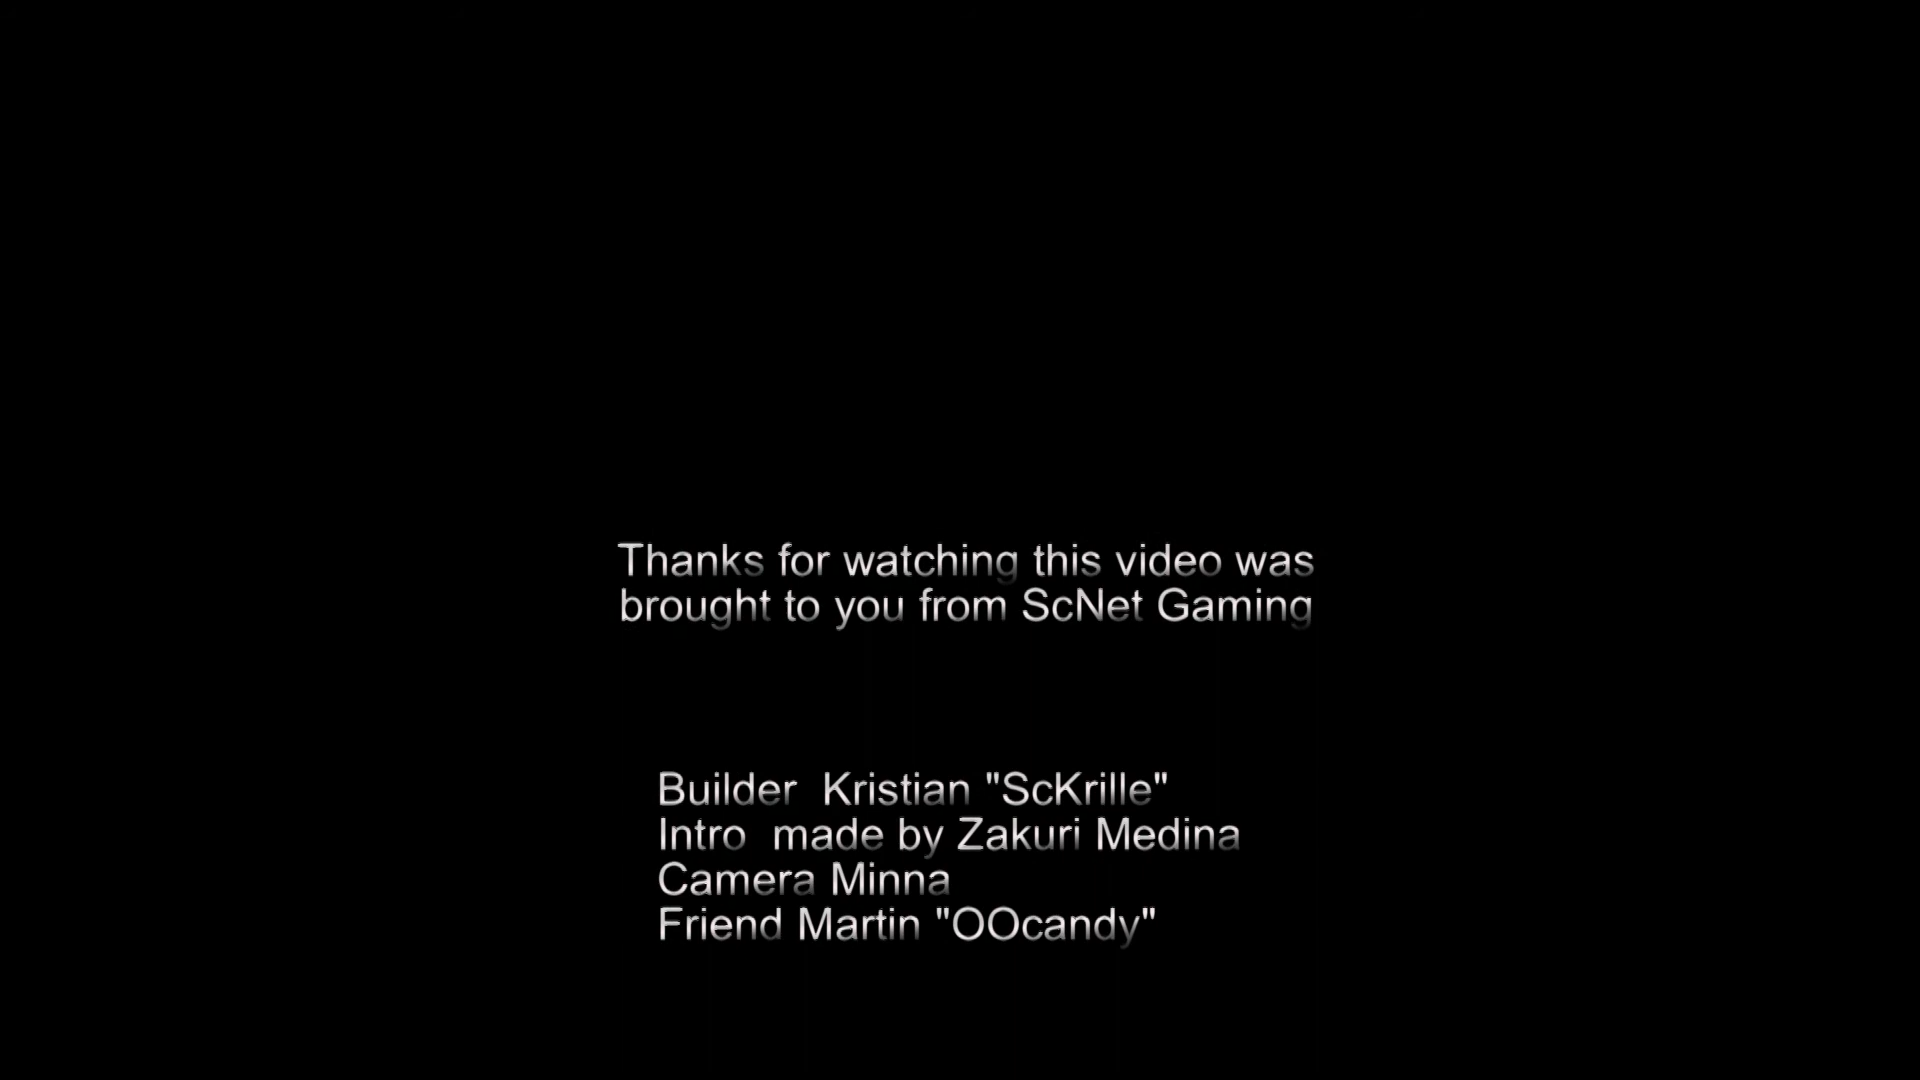 Thanks for watching this video was
brought to you from ScNet Gaming
Builder  Kristian "ScKrille"
Intro  made by Zakuri Medina
Camera Minna
Friend Martin "OOcandy"